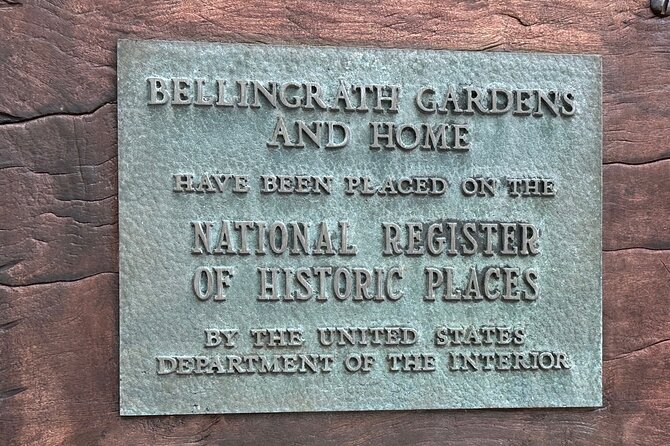 BELLINGRATH GARDENS
AND HOME
HAVE BEEN PLACED ON THE
NATIONAL REGISTER
OF HISTORIC PLACES
BY THE UNITED STATES
DEPARTMENT OF THE INTERIOR